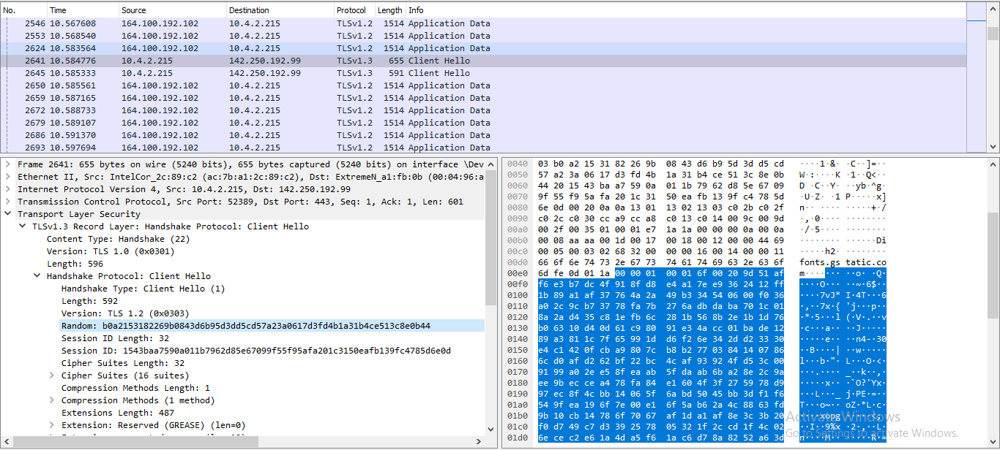 No. Time Source Destination Protocol Length Info
2546 10.567608 164.100.192.102 10.4.2.215 TLSv1.2 1514 Application Data
2553 10.568540 164.100.192.102 10.4.2.215 TLSv1.2 1514 Application Data
2624 10.583564 164.100.192.102 10.4.2.215 TLSv1.2 1514 Application Data
2641 10.584776 10.4.2.215 142.250.192.99 TLSv1.3 655 Client Hello
2645 10.585333 10.4.2.215 142.250.192.99 TLSv1.3 591 Client Hello
2650 10.585561 164.100.192.102 10.4.2.215 TLSv1.2 1514 Application Data
2659 10.587165 164.100.192.102 10.4.2.215 TLSv1.2 1514 Application Data
2672 10.588733 164.100.192.102 10.4.2.215 TLSv1.2 1514 Application Data
2679 10.589107 164.100.192.102 10.4.2.215 TLSv1.2 1514 Application Data
2686 10.591370 164.100.192.102 10.4.2.215 TLSv1.2 1514 Application Data
2693 10.597694 164.100.192.102 10.4.2.215 TLSv1.2 1514 Application Data
Frame 2641: 655 bytes on wire (5240 bits), 655 bytes captured (5240 bits) on interface \Dev
Ethernet II, Src: IntelCor_2c:89:c2 (ac:7b:a1:2c:89:c2), Dst: ExtremeN_a1:fb:0b (00:04:96:a
Internet Protocol Version 4, Src: 10.4.2.215, Dst: 142.250.192.99
Transmission Control Protocol, Src Port: 52389, Dst Port: 443, Seq: 1, Ack: 1, Len: 601
Transport Layer Security
TLSv1.3 Record Layer: Handshake Protocol: Client Hello
Content Type: Handshake (22)
Version: TLS 1.0 (0x0301)
Length: 596
Handshake Protocol: Client Hello
Handshake Type: Client Hello (1)
Length: 592
Version: TLS 1.2 (0x0303)
Random: b0a2153182269b0843d6b95d3dd5cd57a23a0617d3fd4b1a31b4ce513c8e0b44
Session ID Length: 32
Session ID: 1543baa7590a011b7962d85e67099f55f95afa201c3150eafb139fc4785d6e0d
Cipher Suites Length: 32
Cipher Suites (16 suites)
Compression Methods Length: 1
Compression Methods (1 method)
Extensions Length: 487
Extension: Reserved (GREASE) (len=0)
0040 03 b0 a2 15 31 82 26 9b 08 43 d6 b9 5d 3d d5 cd ····1·&· ·C··]=··
0050 57 a2 3a 06 17 d3 fd 4b 1a 31 b4 ce 51 3c 8e 0b W·:····K ·1··Q<··
0060 44 20 15 43 ba a7 59 0a 01 1b 79 62 d8 5e 67 09 D ·C··Y· ··yb·^g·
0070 9f 55 f9 5a fa 20 1c 31 50 ea fb 13 9f c4 78 5d ·U·Z· ·1 P·····x]
0080 6e 0d 00 20 0a 0a 13 01 13 02 13 03 c0 2b c0 2f n·· ···· ·····+·/
0090 c0 2c c0 30 cc a9 cc a8 c0 13 c0 14 00 9c 00 9d ·,·0···· ········
00a0 00 2f 00 35 01 00 01 e7 1a 1a 00 00 00 0a 00 0a ·/·5···· ········
00b0 00 08 aa aa 00 1d 00 17 00 18 00 12 00 00 44 69 ········ ······Di
00c0 00 05 00 03 02 68 32 00 00 00 00 16 00 14 00 00 11 ·····h2· ········
00d0 66 6f 6e 74 73 2e 67 73 74 61 74 69 63 2e 63 6f fonts.gs tatic.co
00e0 6d fe 0d 01 1a 00 00 01 00 01 6f 00 20 9d 51 af m······· ··o· ·Q·
00f0 f6 e3 b7 dc 4f 91 8f d8 e4 a1 7e e9 36 24 12 ff ····O··· ··~·6$··
0100 1b 89 a1 af 37 76 4a 2a 49 b3 34 54 06 00 f0 36 ····7vJ* I·4T···6
0110 a0 2c 9c b7 37 78 fa 7b 27 6a db da ba 70 1c 01 ·,··7x·{ 'j···p··
0120 8a 2a d4 35 c8 1e fb 6c 28 1b 56 8b 2e 1b 1d 76 ·*·5···l (·V·.··v
0130 b0 63 10 d4 0d 61 c9 80 91 e3 4a cc 01 ba de 12 ·c···a·· ··J·····
0140 89 a3 81 1c 7f 65 99 1d d6 f2 6e 34 2d d2 33 30 ·····e·· ··n4-·30
0150 e4 c1 42 0f cb a9 80 7c b8 b2 77 03 84 14 07 86 ··B····| ··w·····
0160 6c d0 af d2 62 bf 22 bc 4c af 93 92 4f d5 3c 00 l···b·"· L···O·<·
0170 91 99 a0 2e e5 8f ea ab 5f da ab 6b a2 8e 2c 9a ···.···· _··k··,·
0180 ee 9b ec ce a4 78 fa 84 e1 60 4f 3f 27 59 78 d9 ·····x·· ·`O?'Yx·
0190 97 ec 8f 4c bb 14 06 5f 6a bd 50 45 bb 3d f1 f6 ···L···_ j·PE·=··
01a0 54 9f ea 19 6f 7e 00 e1 6f 5a b6 2a 4c 88 63 fd T···o~·· oZ·*L·c·
01b0 9b 10 cb 14 78 6f 70 67 af 1d a1 af 8e 3c 3b 20 ····xopg ·····<;
01c0 f0 d7 49 c7 d3 39 25 78 05 32 1f 2c cd 1f 4c 02 ··I··9%x ·2·,··L·
01d0 6e ce c2 e6 1a 4d a5 f6 1a c6 d7 8a 82 52 a6 3d n····M·· ·····R·=
Activate Windows
Go to Settings to activate Windows.